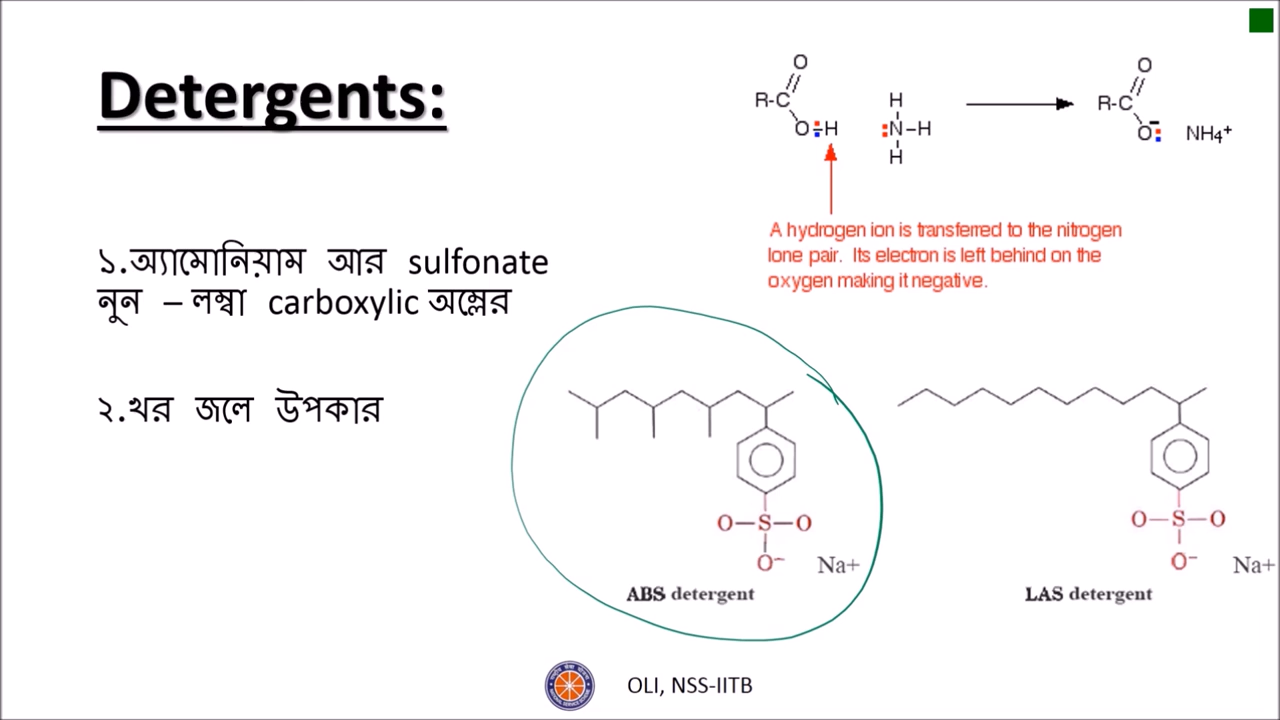 Detergents:
১.অ্যামোনিয়াম আর sulfonate
নুন – লম্বা carboxylic অম্লের
২.খর জলে উপকার
O
R-C
O÷H
H
:N–H
H
O
R-C
O:
NH₄⁺
A hydrogen ion is transferred to the nitrogen
lone pair. Its electron is left behind on the
oxygen making it negative.
O–S–O
O⁻
Na+
ABS detergent
O–S–O
O⁻
Na+
LAS detergent
OLI, NSS-IITB